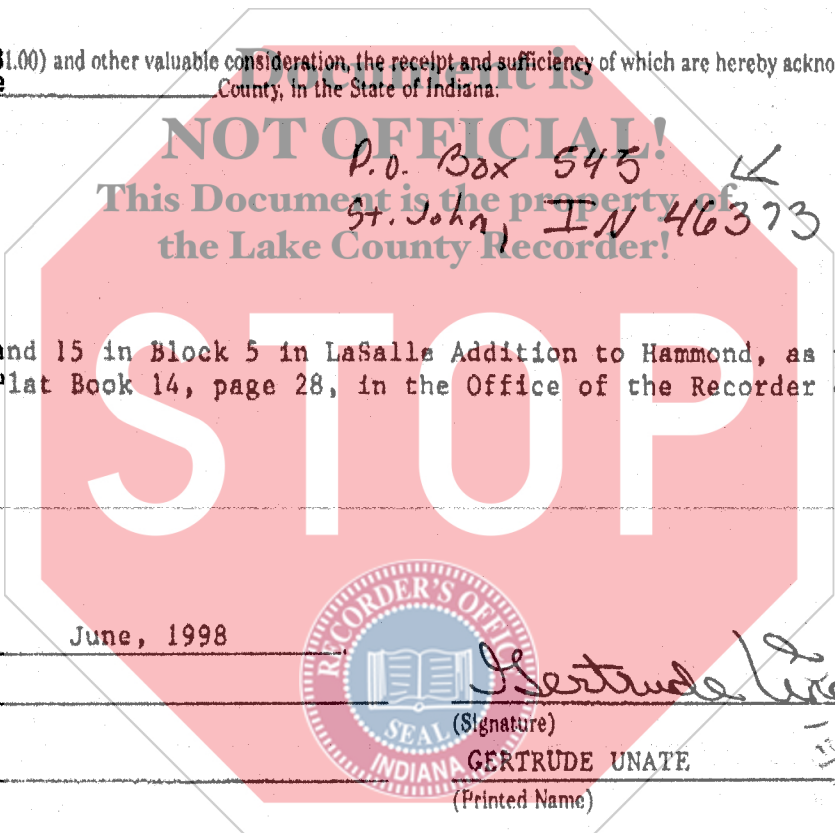 $1.00) and other valuable consideration, the receipt and sufficiency of which are hereby
County, in the State of Indiana:
Document is
NOT OFFICIAL!
This Document is the property of
the Lake County Recorder!
P.O. Box 545
St. John, IN 46373
and 15 in Block 5 in LaSalle Addition to Hammond, as
Plat Book 14, page 28, in the Office of the Recorder
STOP
June, 1998
RECORDER'S OFFICE
SEAL
INDIANA
Gertrude
(Signature)
GERTRUDE UNATE
(Printed Name)